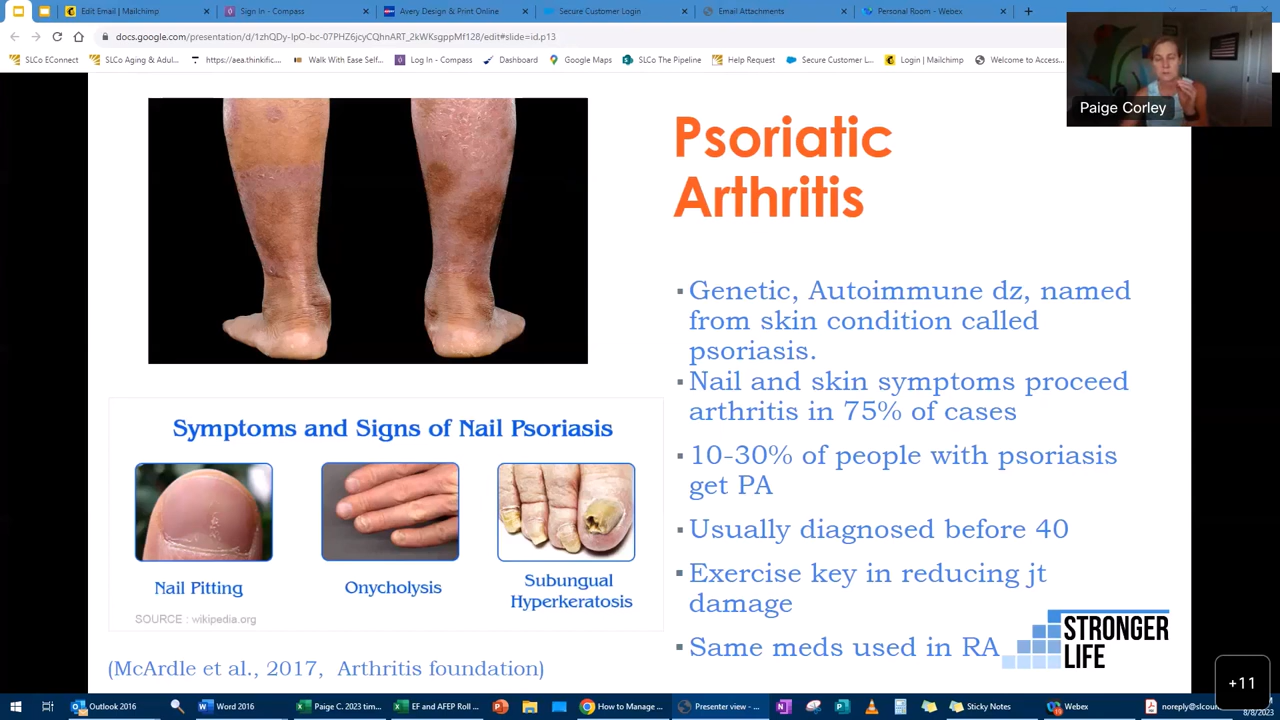 Edit Email | Mailchimp
Sign In - Compass
Avery Design & Print Online
Secure Customer Login
Email Attachments
Personal Room - Webex
docs.google.com/presentation/d/1zhQDy-IpO-bc-07PHZ6jcyCQhnART_2kWKsgppMf128/edit#slide=id.p13
SLCo EConnect
SLCo Aging & Adul...
https://aea.thinkific....
Walk With Ease Self...
Log In - Compass
Dashboard
Google Maps
SLCo The Pipeline
Help Request
Secure Customer L...
Login | Mailchimp
Welcome to Access...
Paige Corley
Psoriatic
Arthritis
Genetic, Autoimmune dz, named
from skin condition called
psoriasis.
Nail and skin symptoms proceed
arthritis in 75% of cases
10-30% of people with psoriasis
get PA
Usually diagnosed before 40
Exercise key in reducing jt
damage
Same meds used in RA
Symptoms and Signs of Nail Psoriasis
Nail Pitting
Onycholysis
Subungual
Hyperkeratosis
SOURCE : wikipedia.org
(McArdle et al., 2017, Arthritis foundation)
STRONGER
LIFE
+11
Outlook 2016
Word 2016
Paige C. 2023 tim...
EF and AFEP Roll ...
How to Manage ...
Presenter view - ...
Sticky Notes
Webex
noreply@slcoun
8/8/2023